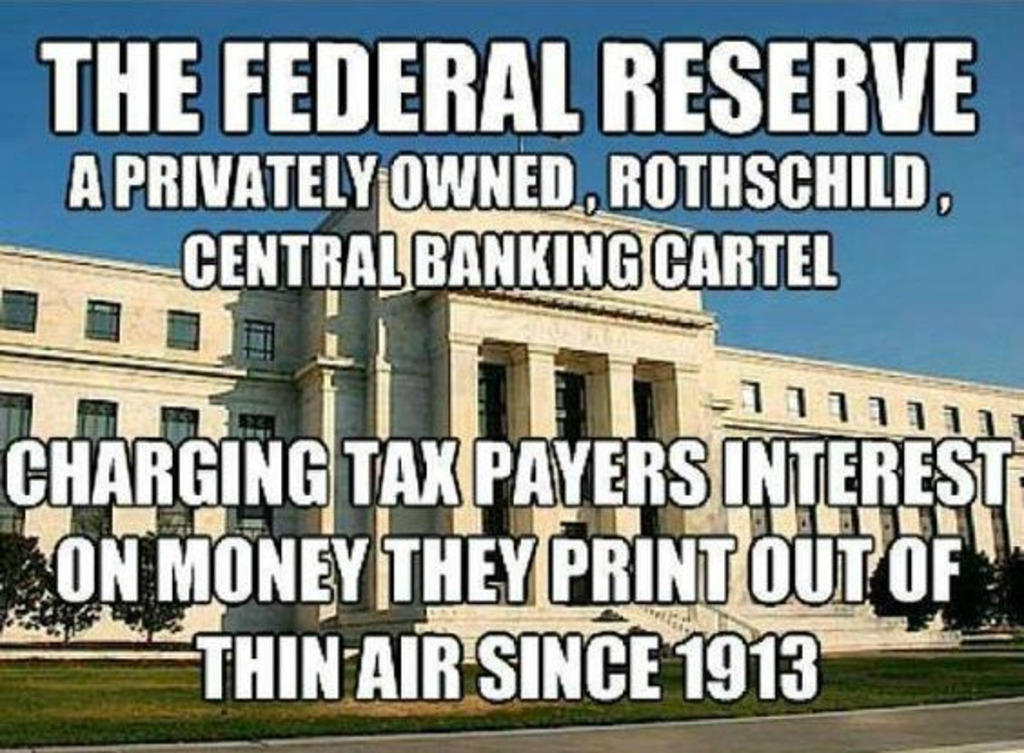 THE FEDERAL RESERVE
A PRIVATELY OWNED, ROTHSCHILD,
CENTRAL BANKING CARTEL
CHARGING TAX PAYERS INTEREST
ON MONEY THEY PRINT OUT OF
THIN AIR SINCE 1913